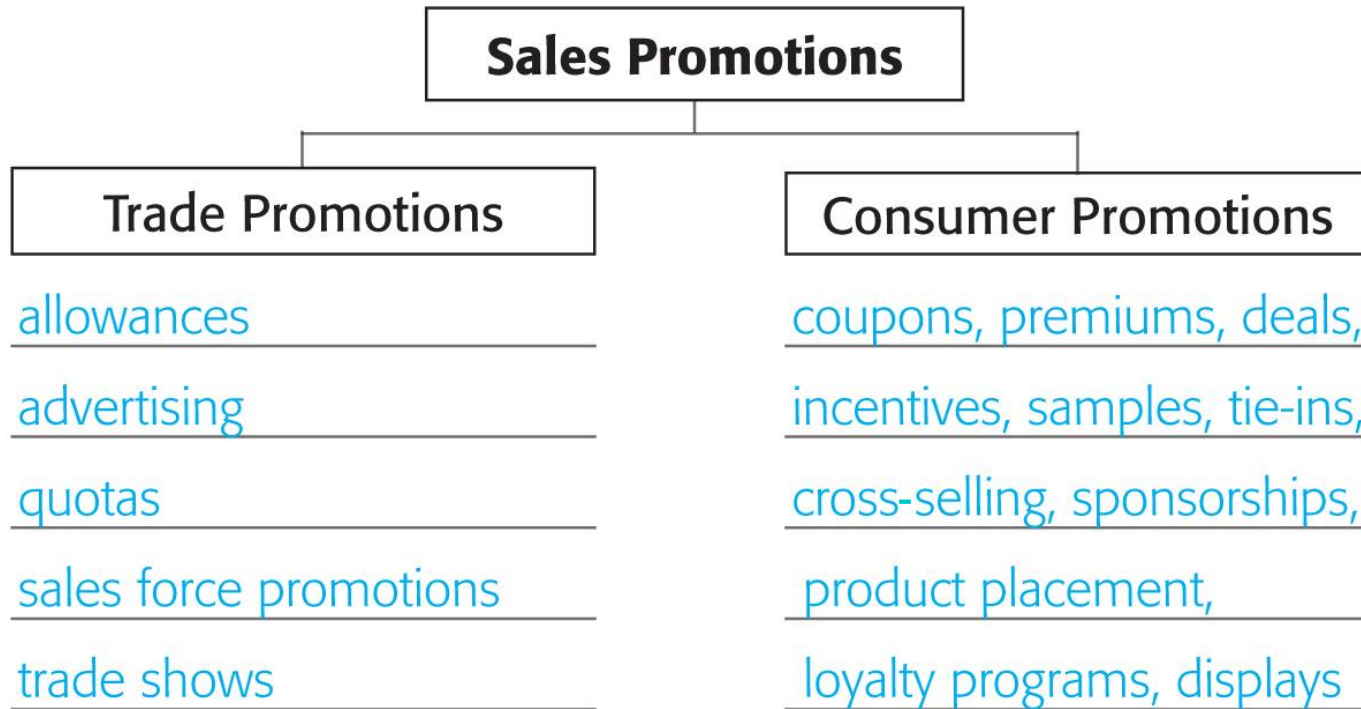 Sales Promotions
Trade Promotions
allowances
advertising
quotas
sales force promotions
trade shows
Consumer Promotions
coupons, premiums, deals,
incentives, samples, tie-ins,
cross-selling, sponsorships,
product placement,
loyalty programs, displays